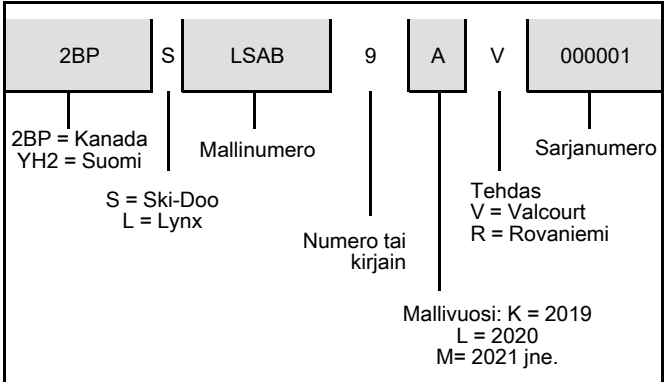 2BP S LSAB 9 A V 000001
2BP = Kanada
YH2 = Suomi
Mallinumero
Sarjanumero
S = Ski-Doo
L = Lynx
Tehdas
V = Valcourt
R = Rovaniemi
Numero tai
kirjain
Mallivuosi: K = 2019
L = 2020
M= 2021 jne.